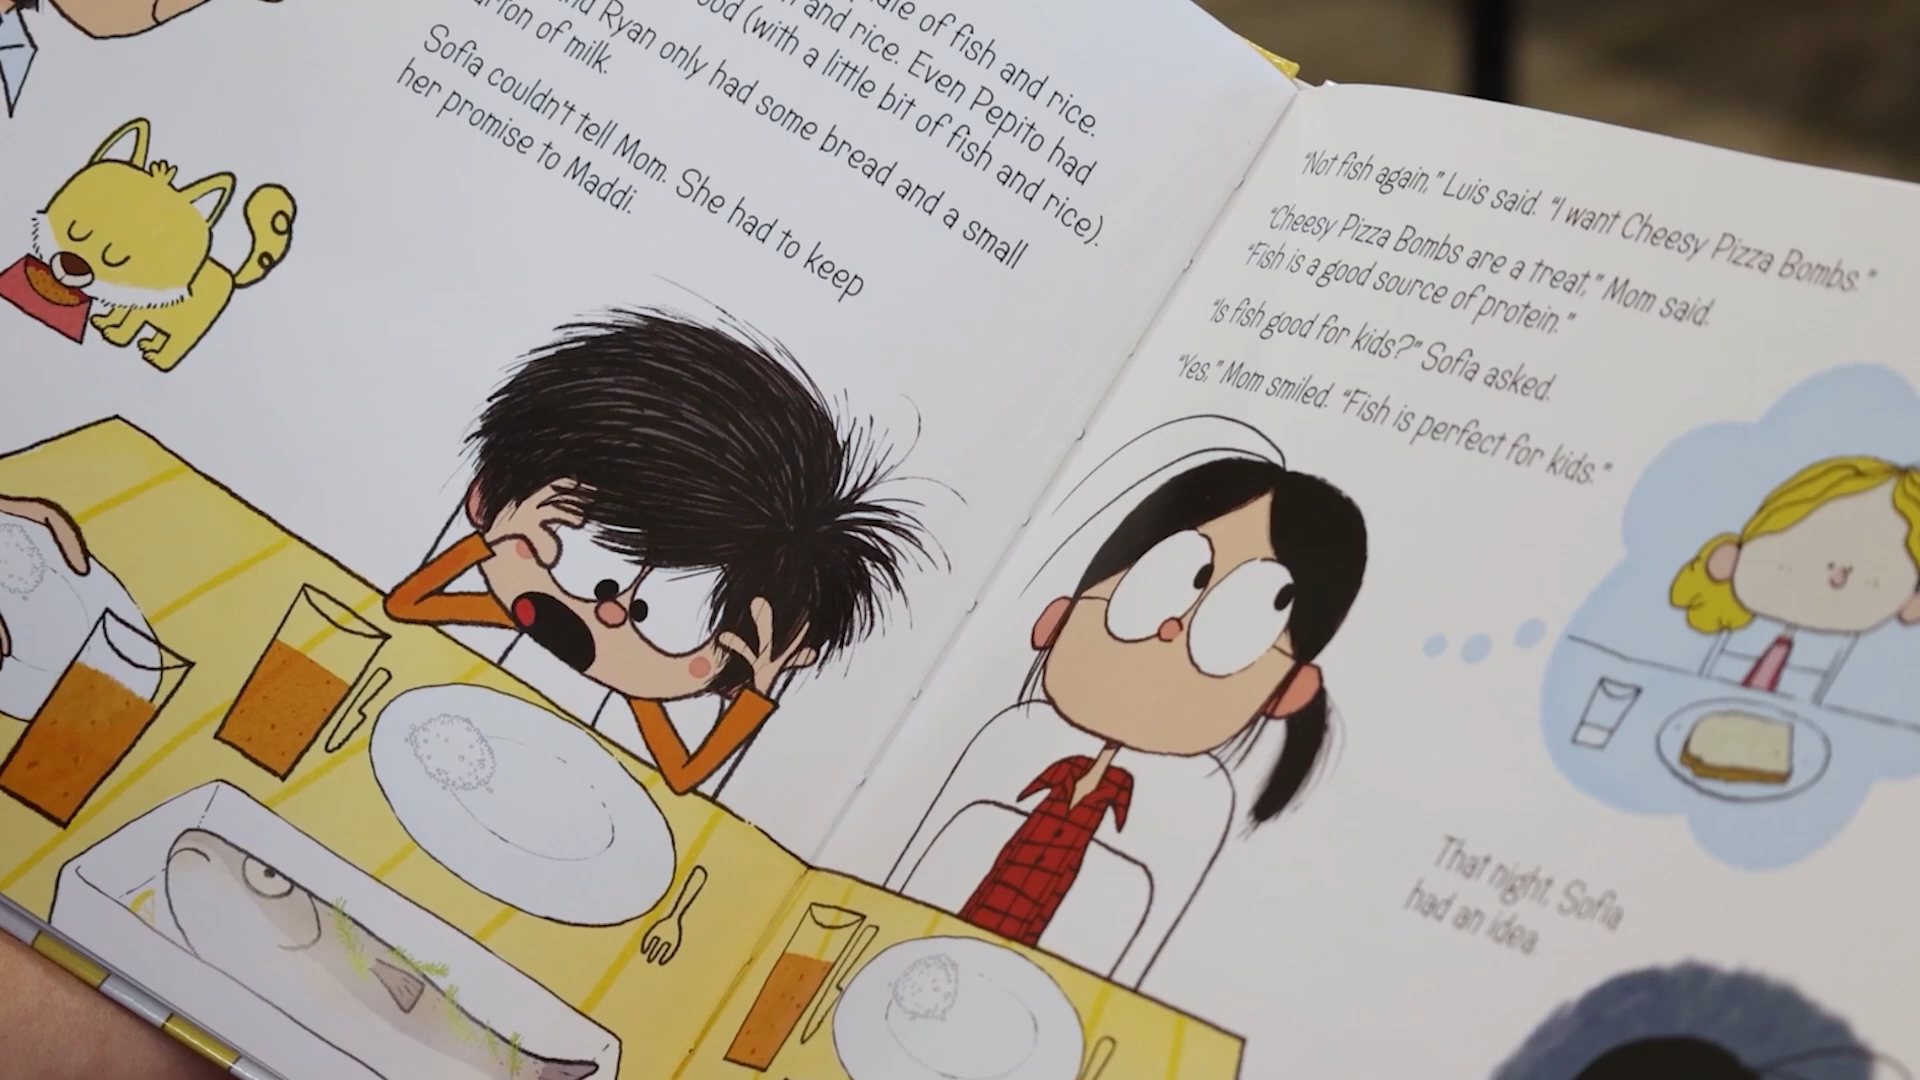 of fish and rice.
and rice. Even Pepito had
(with a little bit of fish and rice).
Ryan only had some bread and a small
of milk.
Sofia couldn't tell Mom. She had to keep
her promise to Maddi.
"Not fish again," Luis said. "I want Cheesy Pizza Bombs."
"Cheesy Pizza Bombs are a treat," Mom said.
"Fish is a good source of protein."
"Is fish good for kids?" Sofia asked.
"Yes," Mom smiled. "Fish is perfect for kids."
That night, Sofia
had an idea.